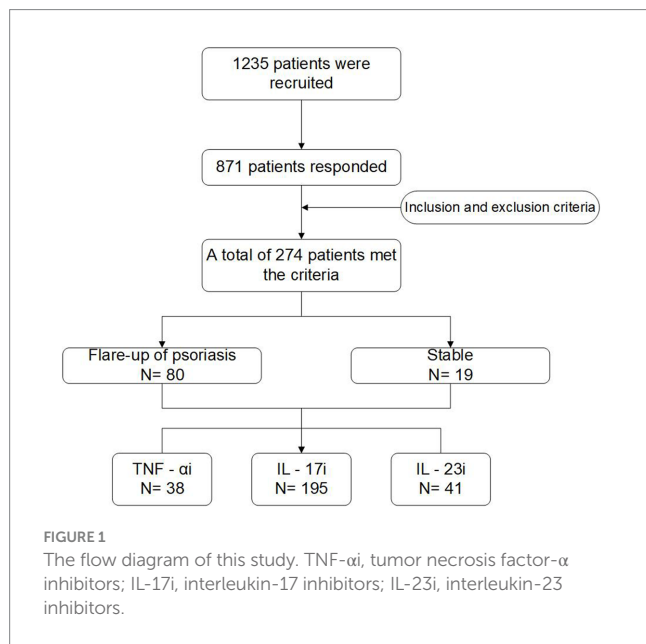 1235 patients were
recruited
871 patients responded
Inclusion and exclusion criteria
A total of 274 patients met
the criteria
Flare-up of psoriasis
N= 80
Stable
N= 19
TNF - αi
N= 38
IL - 17i
N= 195
IL - 23i
N= 41
FIGURE 1
The flow diagram of this study. TNF-αi, tumor necrosis factor-α
inhibitors; IL-17i, interleukin-17 inhibitors; IL-23i, interleukin-23
inhibitors.